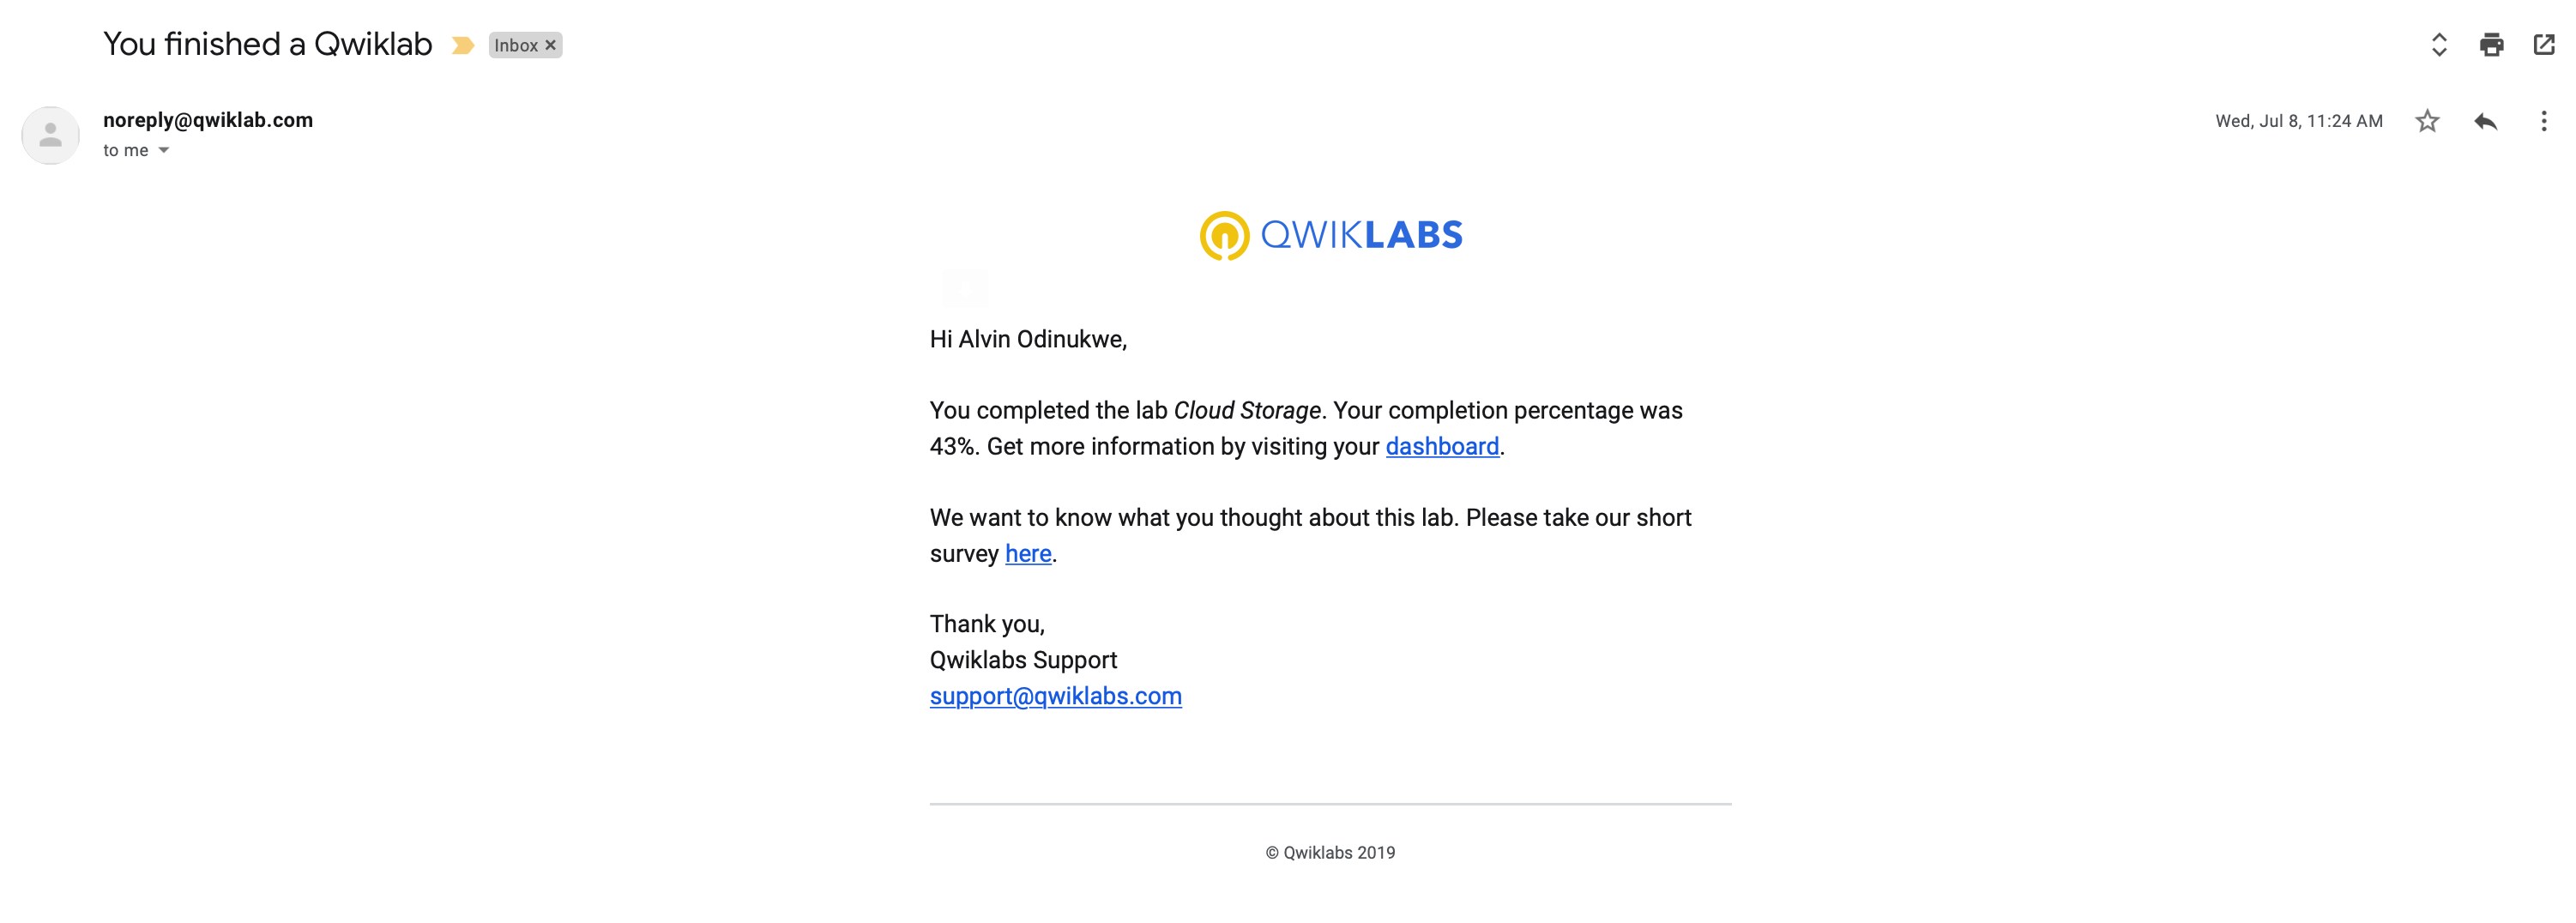 You finished a Qwiklab
Inbox ×
noreply@qwiklab.com
Wed, Jul 8, 11:24 AM
to me
QWIKLABS
Hi Alvin Odinukwe,
You completed the lab Cloud Storage. Your completion percentage was
43%. Get more information by visiting your dashboard.
We want to know what you thought about this lab. Please take our short
survey here.
Thank you,
Qwiklabs Support
support@qwiklabs.com
© Qwiklabs 2019